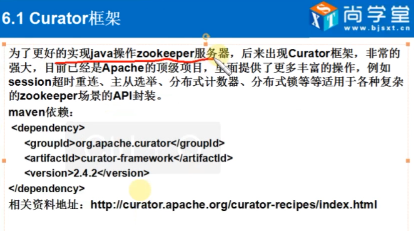 6.1 Curator框架
尚学堂
为了更好的实现java操作zookeeper服务器，后来出现Curator框架，非常的
强大，目前已经是Apache的顶级项目，里面提供了更多丰富的操作，例如
session超时重连、主从选举、分布式计数器、分布式锁等等适用于各种复杂
的zookeeper场景的API封装。
maven依赖：
<dependency>
<groupId>org.apache.curator</groupId>
<artifactId>curator-framework</artifactId>
<version>2.4.2</version>
</dependency>
相关资料地址：http://curator.apache.org/curator-recipes/index.html